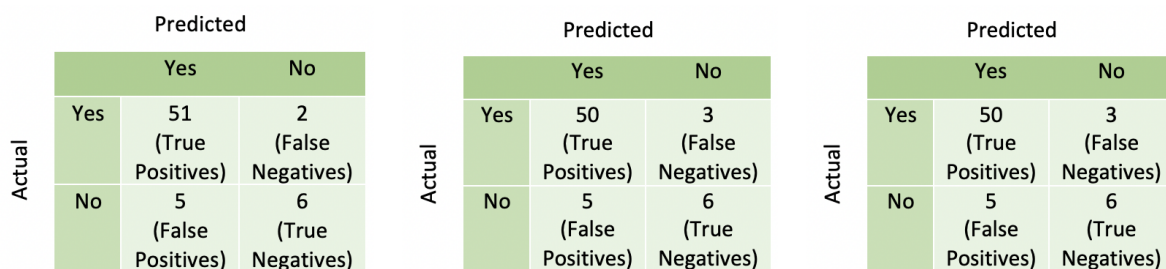 Predicted
Yes No
Actual
Yes 51 2
(True (False
Positives) Negatives)
No 5 6
(False (True
Positives) Negatives)
Predicted
Yes No
Actual
Yes 50 3
(True (False
Positives) Negatives)
No 5 6
(False (True
Positives) Negatives)
Predicted
Yes No
Actual
Yes 50 3
(True (False
Positives) Negatives)
No 5 6
(False (True
Positives) Negatives)